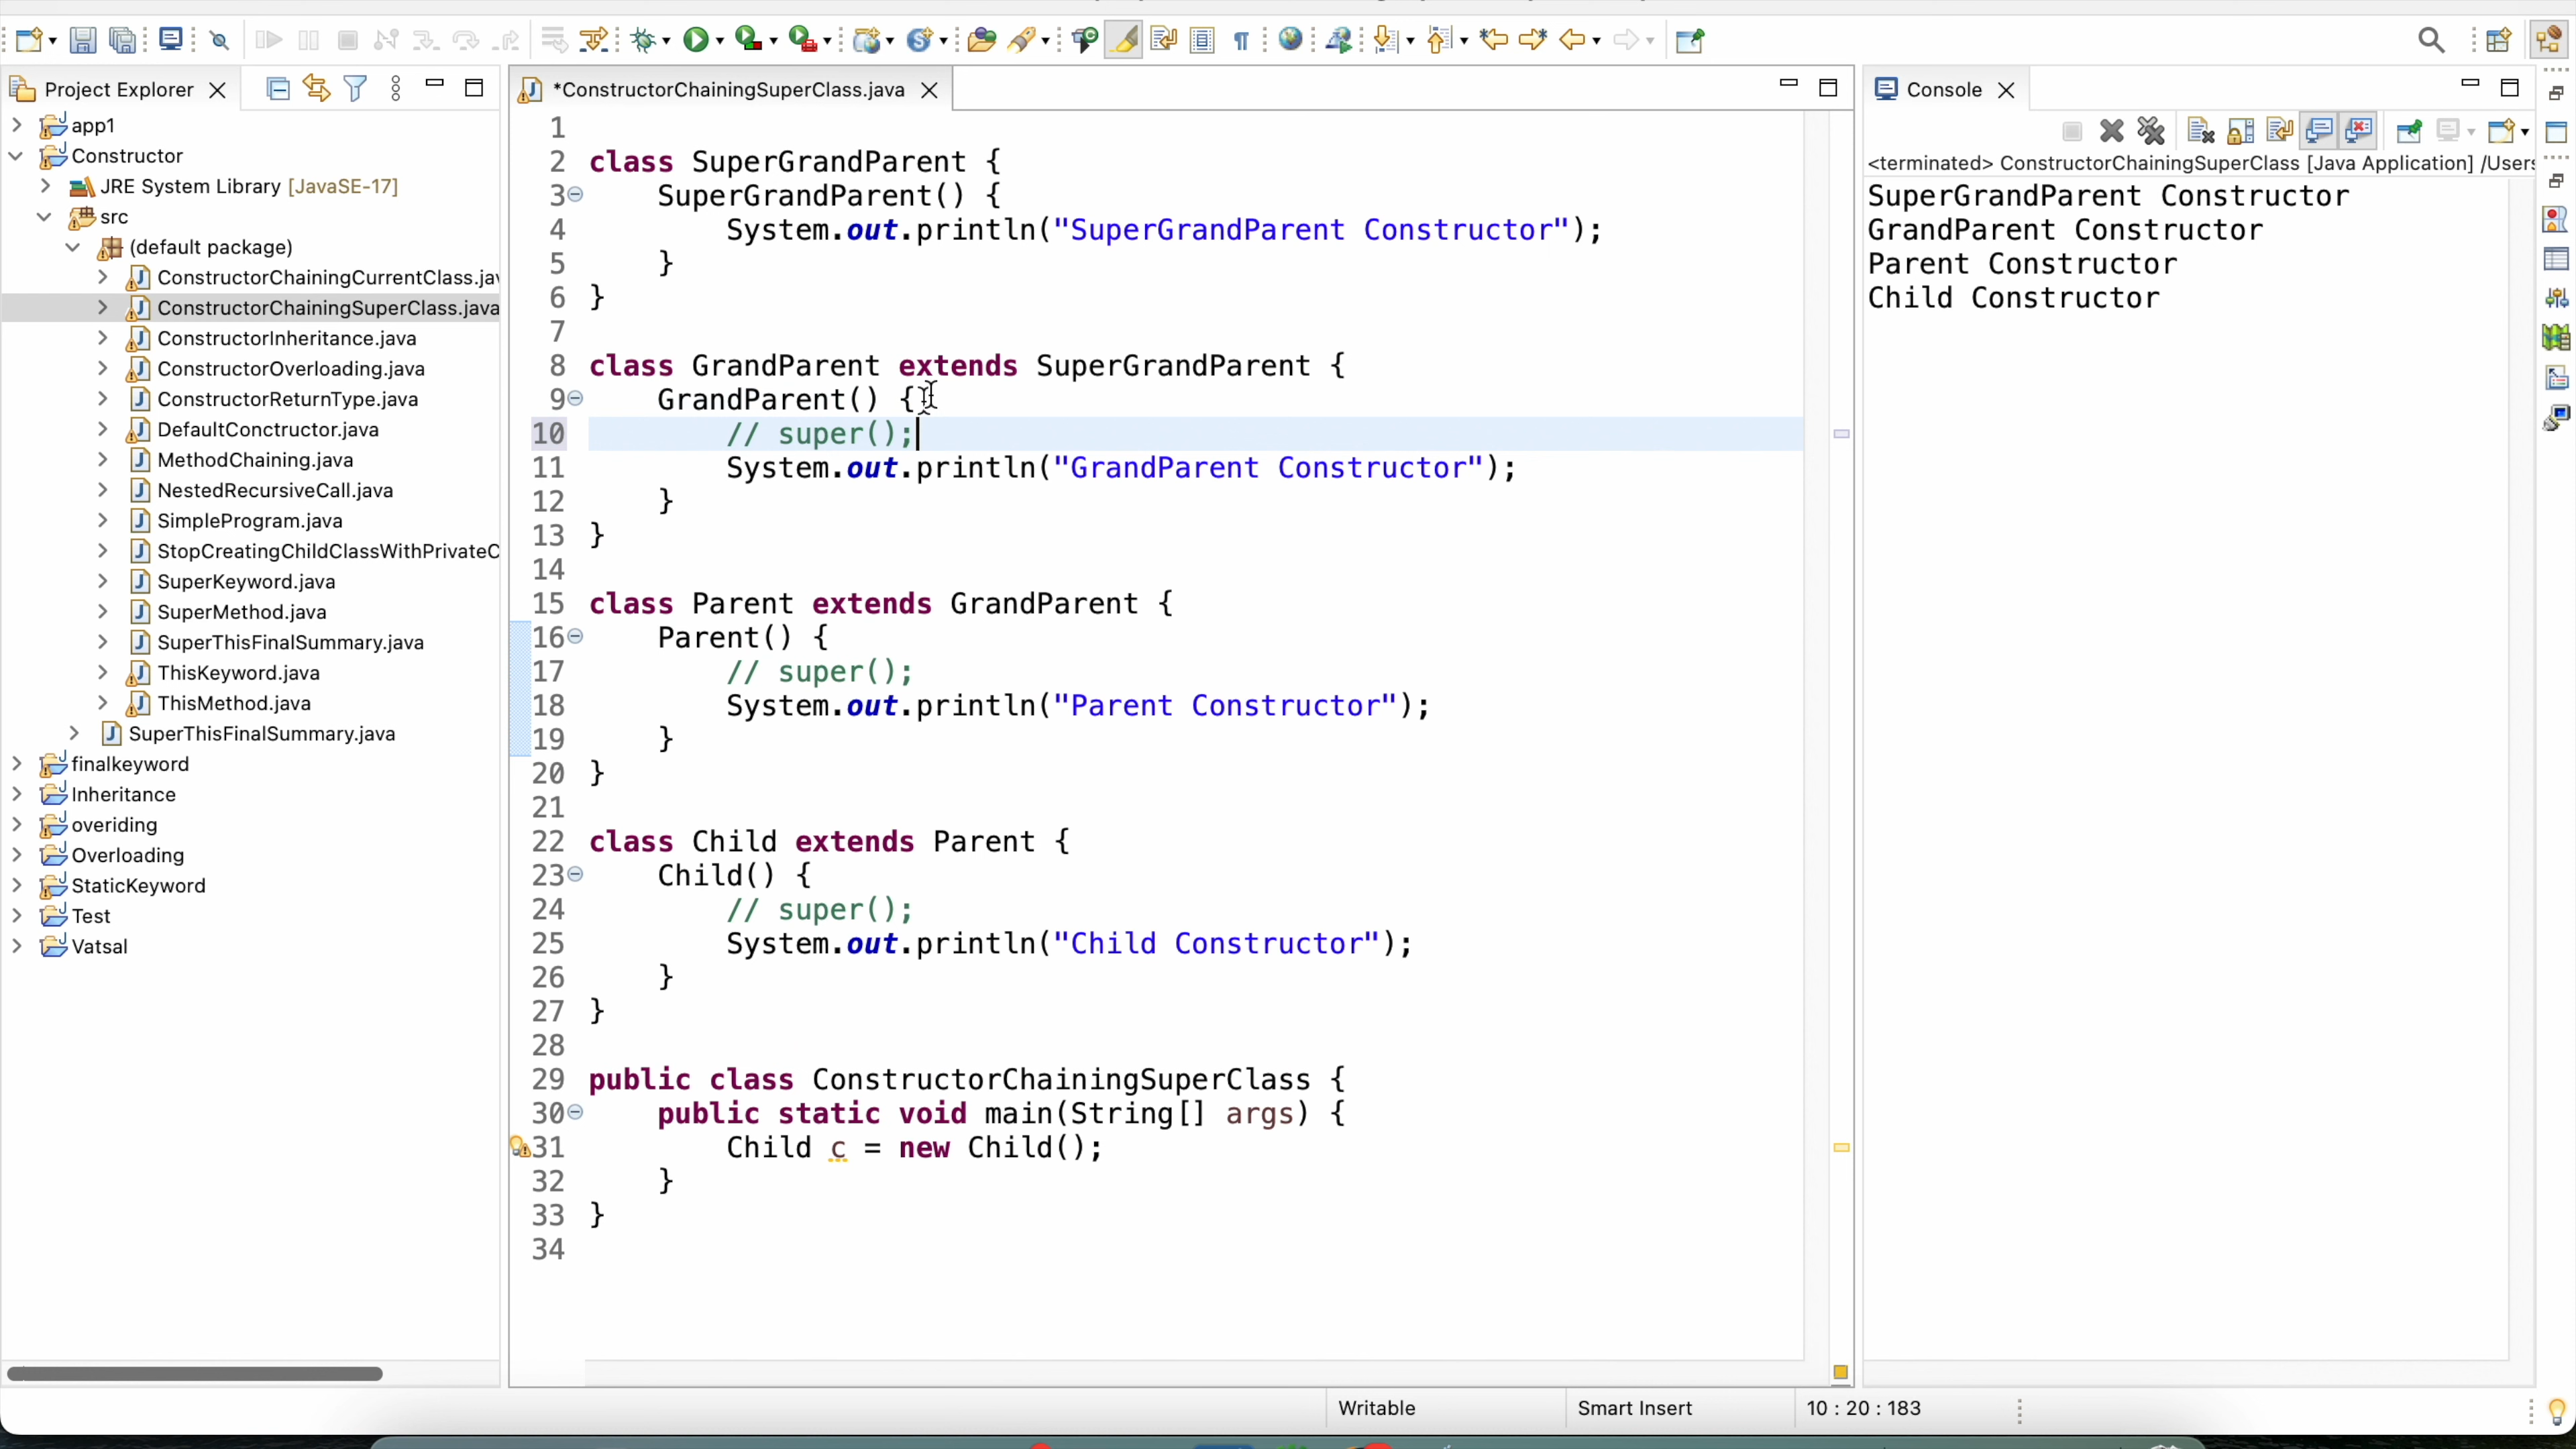 Project Explorer
app1
Constructor
JRE System Library [JavaSE-17]
src
(default package)
ConstructorChainingCurrentClass.jav
ConstructorChainingSuperClass.java
ConstructorInheritance.java
ConstructorOverloading.java
ConstructorReturnType.java
DefaultConctructor.java
MethodChaining.java
NestedRecursiveCall.java
SimpleProgram.java
StopCreatingChildClassWithPrivateC
SuperKeyword.java
SuperMethod.java
SuperThisFinalSummary.java
ThisKeyword.java
ThisMethod.java
SuperThisFinalSummary.java
finalkeyword
Inheritance
overiding
Overloading
StaticKeyword
Test
Vatsal
*ConstructorChainingSuperClass.java
1
2 class SuperGrandParent {
3 SuperGrandParent() {
4 System.out.println("SuperGrandParent Constructor");
5 }
6 }
7
8 class GrandParent extends SuperGrandParent {
9 GrandParent() {
10 // super();
11 System.out.println("GrandParent Constructor");
12 }
13 }
14
15 class Parent extends GrandParent {
16 Parent() {
17 // super();
18 System.out.println("Parent Constructor");
19 }
20 }
21
22 class Child extends Parent {
23 Child() {
24 // super();
25 System.out.println("Child Constructor");
26 }
27 }
28
29 public class ConstructorChainingSuperClass {
30 public static void main(String[] args) {
31 Child c = new Child();
32 }
33 }
34
Console
<terminated> ConstructorChainingSuperClass [Java Application] /Users
SuperGrandParent Constructor
GrandParent Constructor
Parent Constructor
Child Constructor
Writable
Smart Insert
10 : 20 : 183